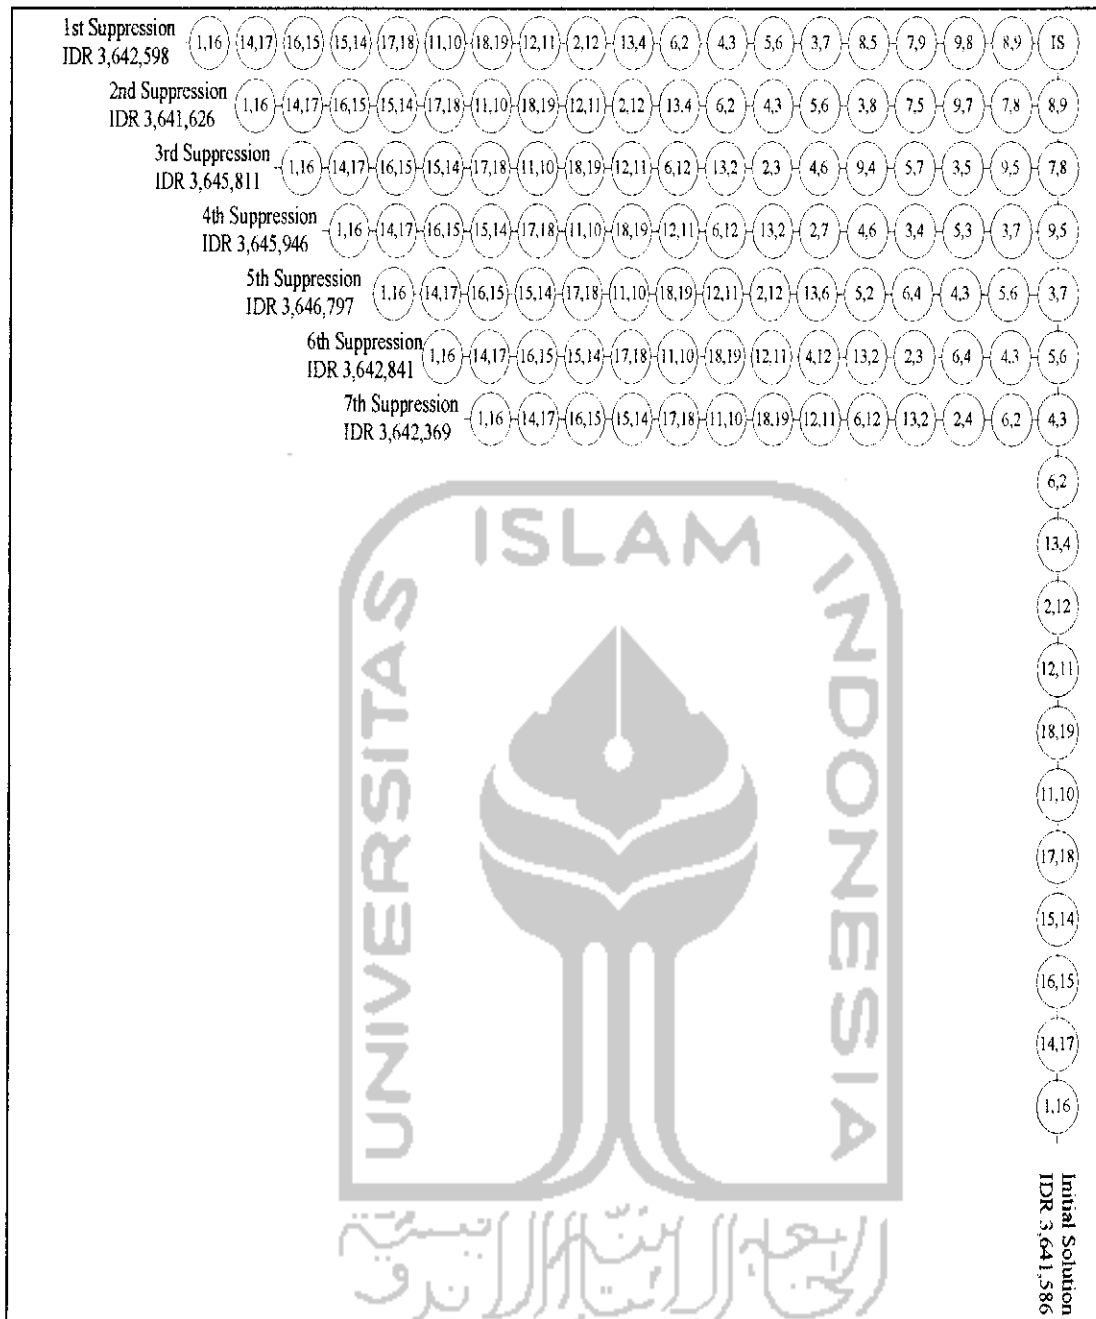 1st Suppression
IDR 3,642,598
1,16 14,17 16,15 15,14 17,18 11,10 18,19 12,11 2,12 13,4 6,2 4,3 5,6 3,7 8,5 7,9 9,8 8,9 IS
2nd Suppression
IDR 3,641,626
1,16 14,17 16,15 15,14 17,18 11,10 18,19 12,11 2,12 13,4 6,2 4,3 5,6 3,8 7,5 9,7 7,8 8,9
3rd Suppression
IDR 3,645,811
1,16 14,17 16,15 15,14 17,18 11,10 18,19 12,11 6,12 13,2 2,3 4,6 9,4 5,7 3,5 9,5 7,8
4th Suppression
IDR 3,645,946
1,16 14,17 16,15 15,14 17,18 11,10 18,19 12,11 6,12 13,2 2,7 4,6 3,4 5,3 3,7 9,5
5th Suppression
IDR 3,646,797
1,16 14,17 16,15 15,14 17,18 11,10 18,19 12,11 2,12 13,6 5,2 6,4 4,3 5,6 3,7
6th Suppression
IDR 3,642,841
1,16 14,17 16,15 15,14 17,18 11,10 18,19 12,11 4,12 13,2 2,3 6,4 4,3 5,6
7th Suppression
IDR 3,642,369
1,16 14,17 16,15 15,14 17,18 11,10 18,19 12,11 6,12 13,2 2,4 6,2 4,3
6,2
13,4
2,12
12,11
18,19
11,10
17,18
15,14
16,15
14,17
1,16
Initial Solution
IDR 3,641,586
UNIVERSITAS
ISLAM
INDONESIA